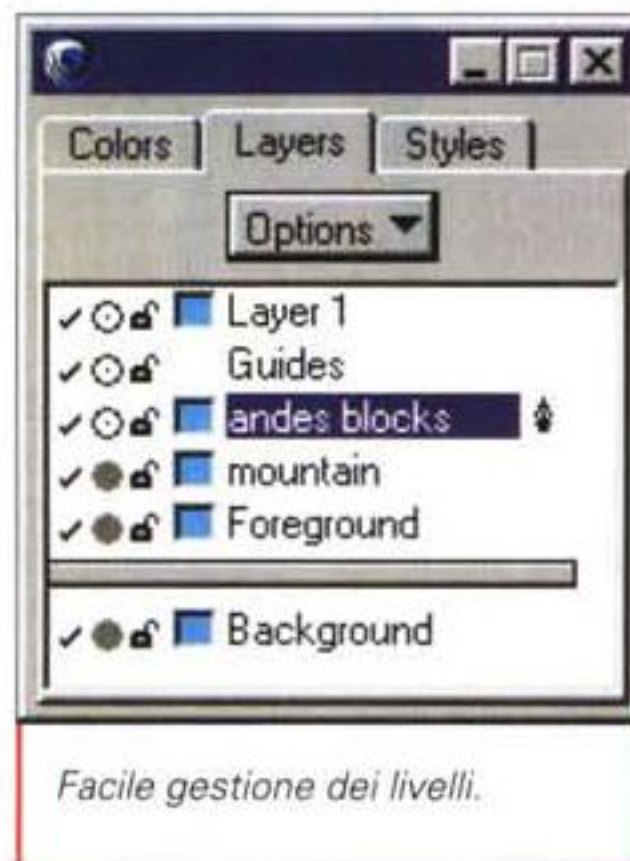 Colors Layers Styles
Options
Layer 1
Guides
andes blocks
mountain
Foreground
Background
Facile gestione dei livelli.